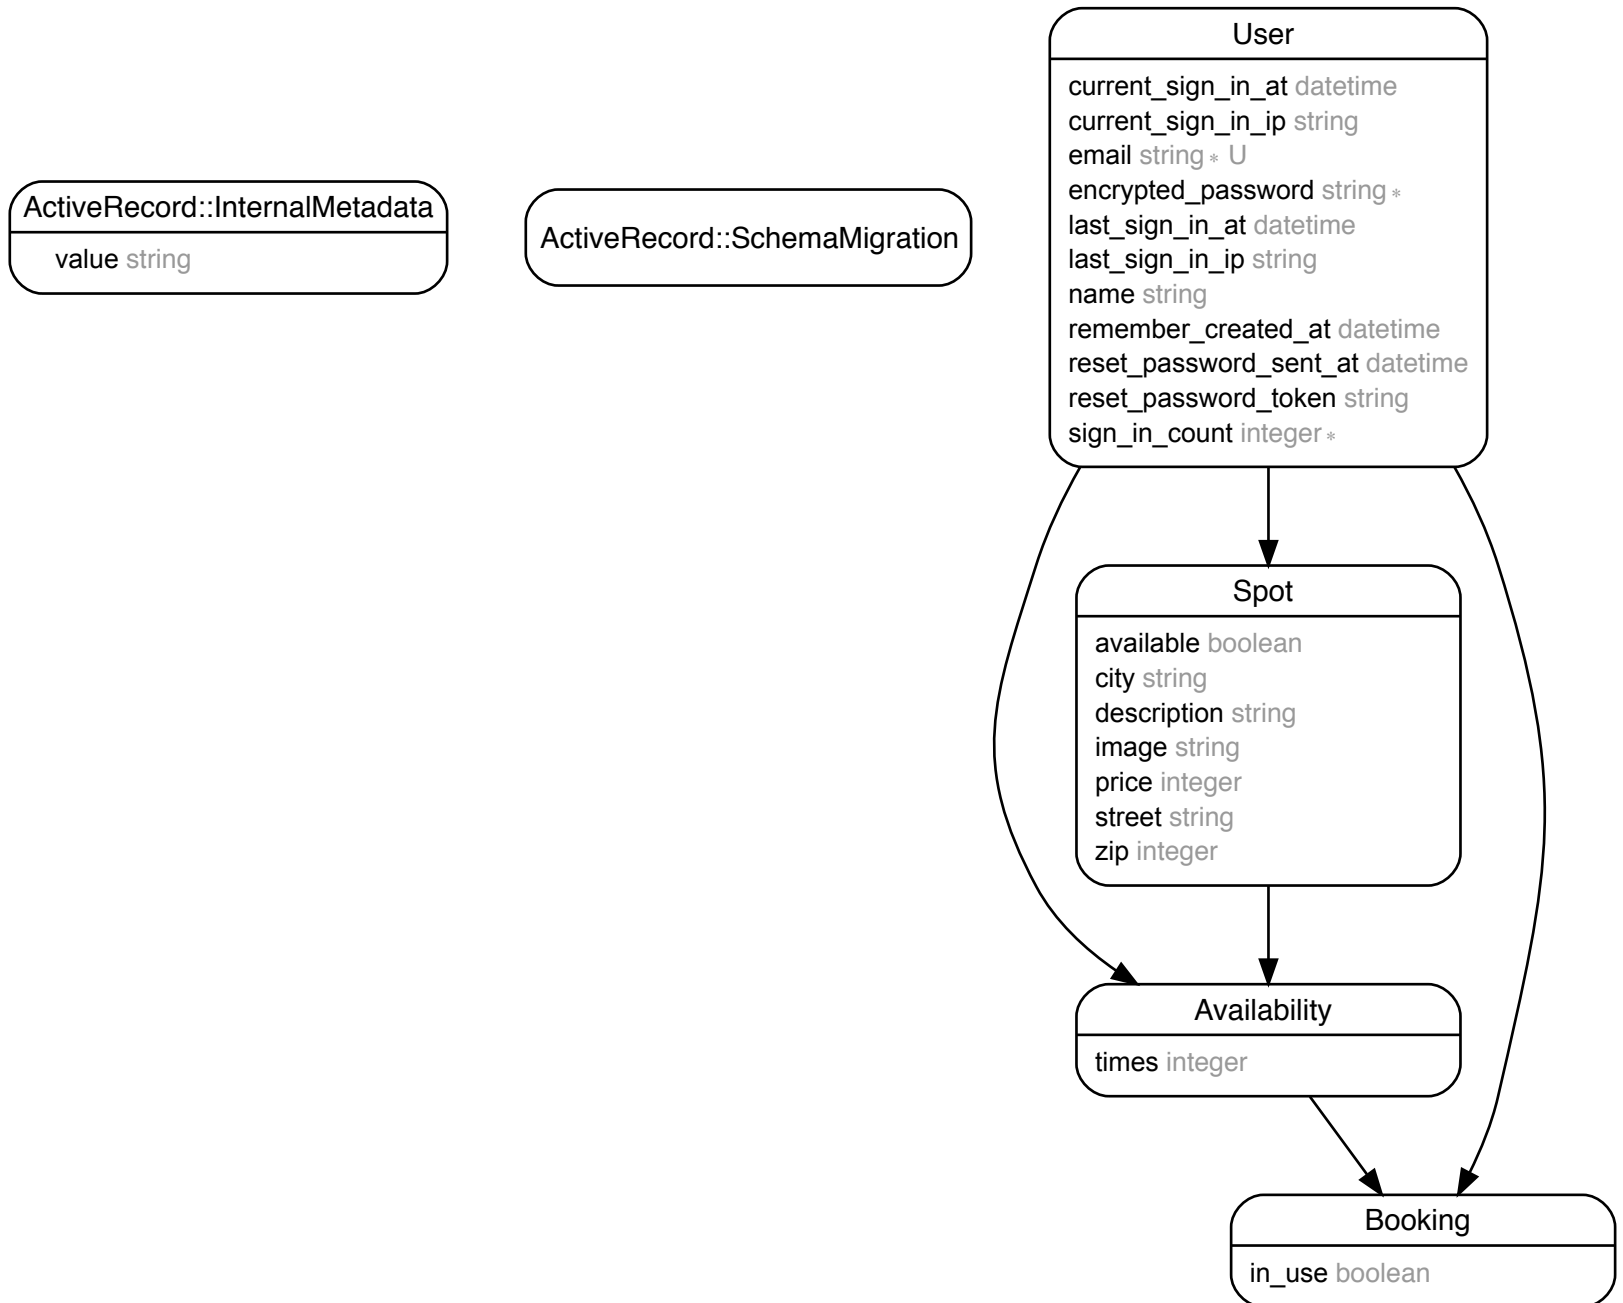 ActiveRecord::InternalMetadata
value string
ActiveRecord::SchemaMigration
User
current_sign_in_at datetime
current_sign_in_ip string
email string * U
encrypted_password string *
last_sign_in_at datetime
last_sign_in_ip string
name string
remember_created_at datetime
reset_password_sent_at datetime
reset_password_token string
sign_in_count integer *
Spot
available boolean
city string
description string
image string
price integer
street string
zip integer
Availability
times integer
Booking
in_use boolean